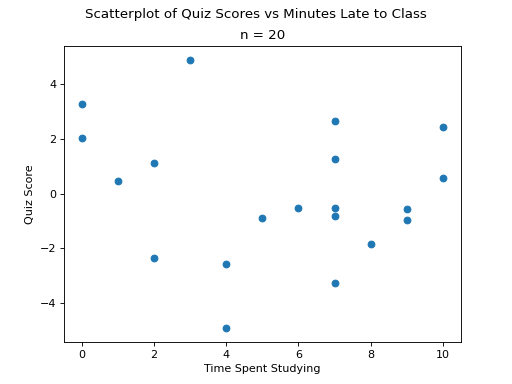 Scatterplot of Quiz Scores vs Minutes Late to Class
n = 20
4
2
0
−2
−4
Quiz Score
0 2 4 6 8 10
Time Spent Studying